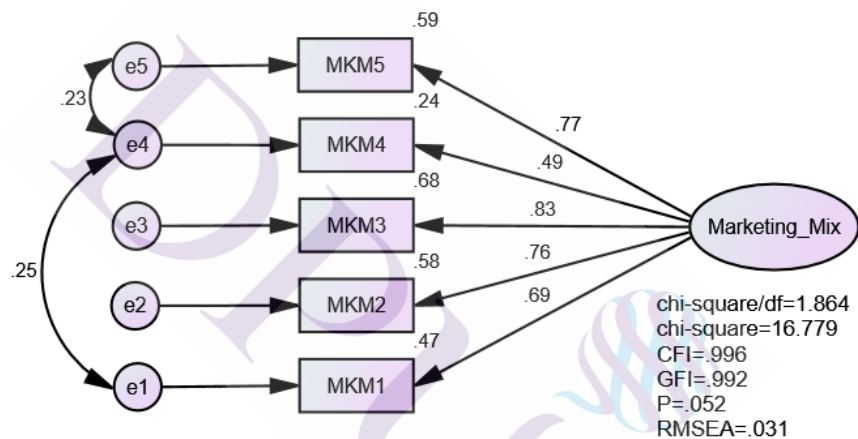 .59
e5
MKM5
.77
.23
.24
e4
MKM4
.49
.68
e3
MKM3
.83
Marketing_Mix
.25
.58
e2
MKM2
.76
.47
e1
MKM1
.69
chi-square/df=1.864
chi-square=16.779
CFI=.996
GFI=.992
P=.052
RMSEA=.031